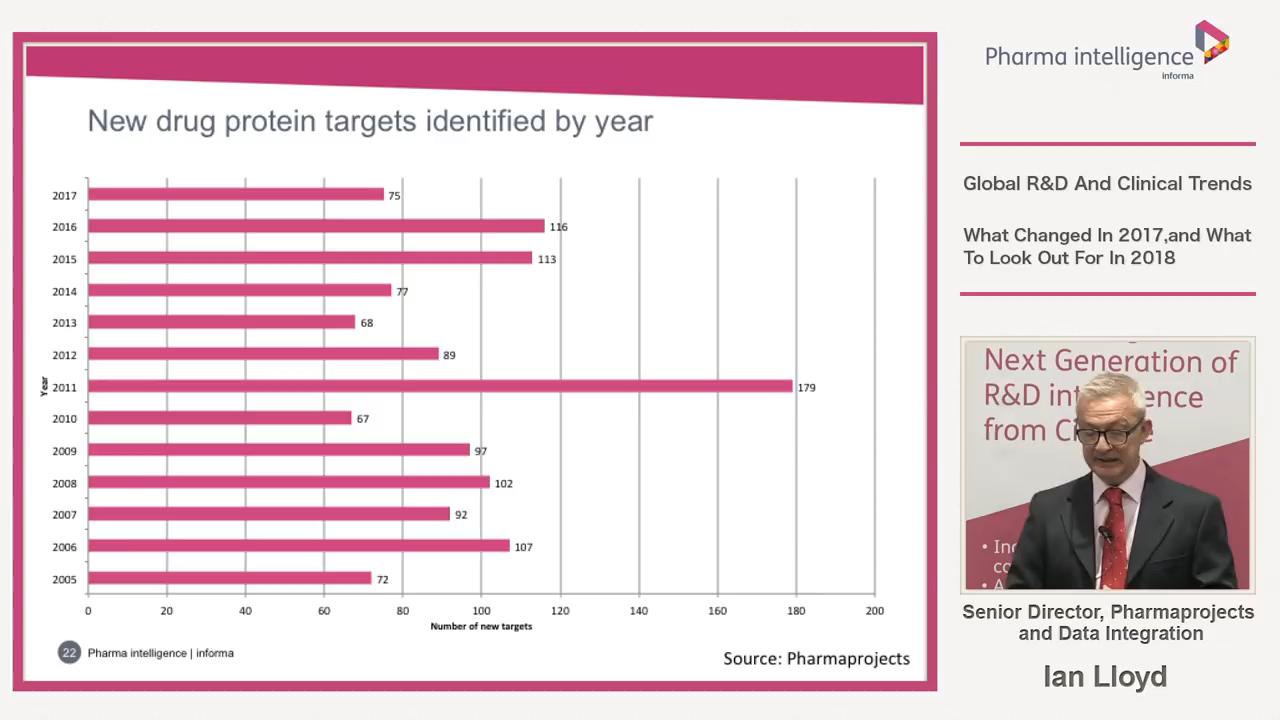 New drug protein targets identified by year
2017
75
2016
116
2015
113
2014
77
2013
68
2012
89
2011
179
2010
67
2009
97
2008
102
2007
92
2006
107
2005
72
Year
0 20 40 60 80 100 120 140 160 180 200
Number of new targets
22 Pharma intelligence | informa
Source: Pharmaprojects
Pharma intelligence
informa
Global R&D And Clinical Trends
What Changed In 2017,and What
To Look Out For In 2018
Next Generation of
R&D
from
Senior Director, Pharmaprojects
and Data Integration
Ian Lloyd